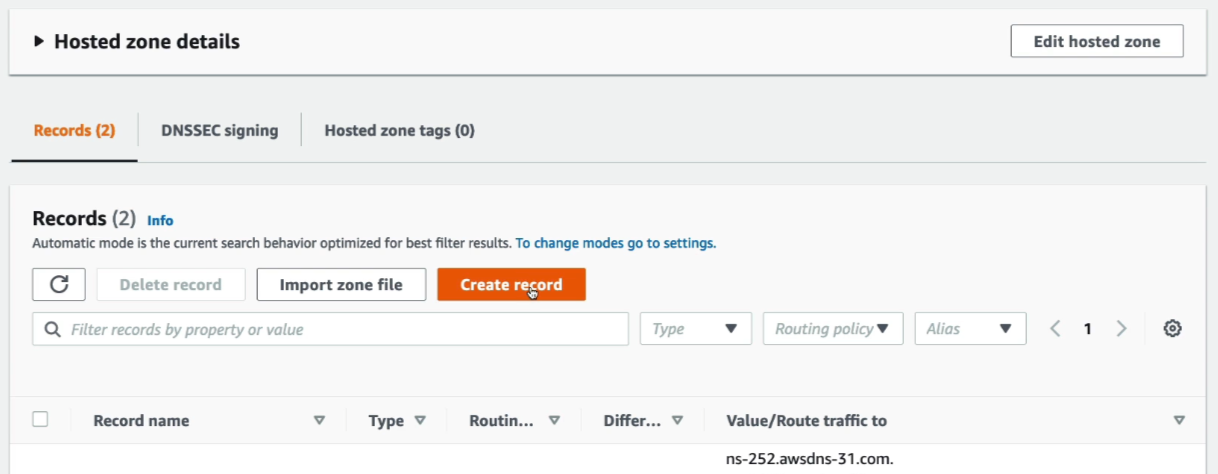 Hosted zone details
Edit hosted zone
Records (2)
DNSSEC signing
Hosted zone tags (0)
Records (2) Info
Automatic mode is the current search behavior optimized for best filter results. To change modes go to settings.
Delete record
Import zone file
Create record
Filter records by property or value
Type
Routing policy
Alias
1
Record name
Type
Routin...
Differ...
Value/Route traffic to
ns-252.awsdns-31.com.